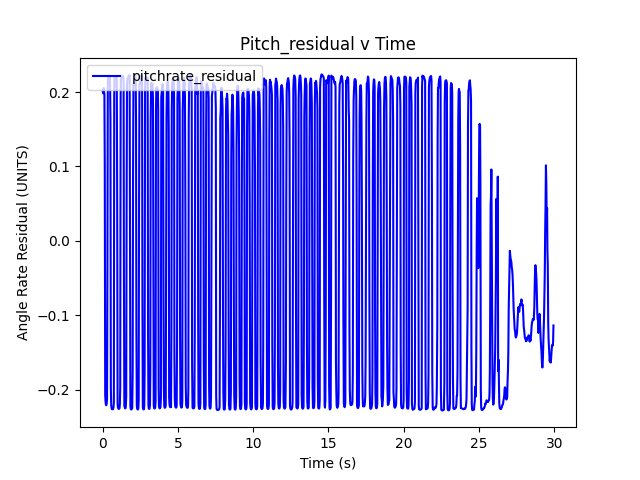 Pitch_residual v Time
pitchrate_residual
Angle Rate Residual (UNITS)
0.2
0.1
0.0
−0.1
−0.2
0 5 10 15 20 25 30
Time (s)